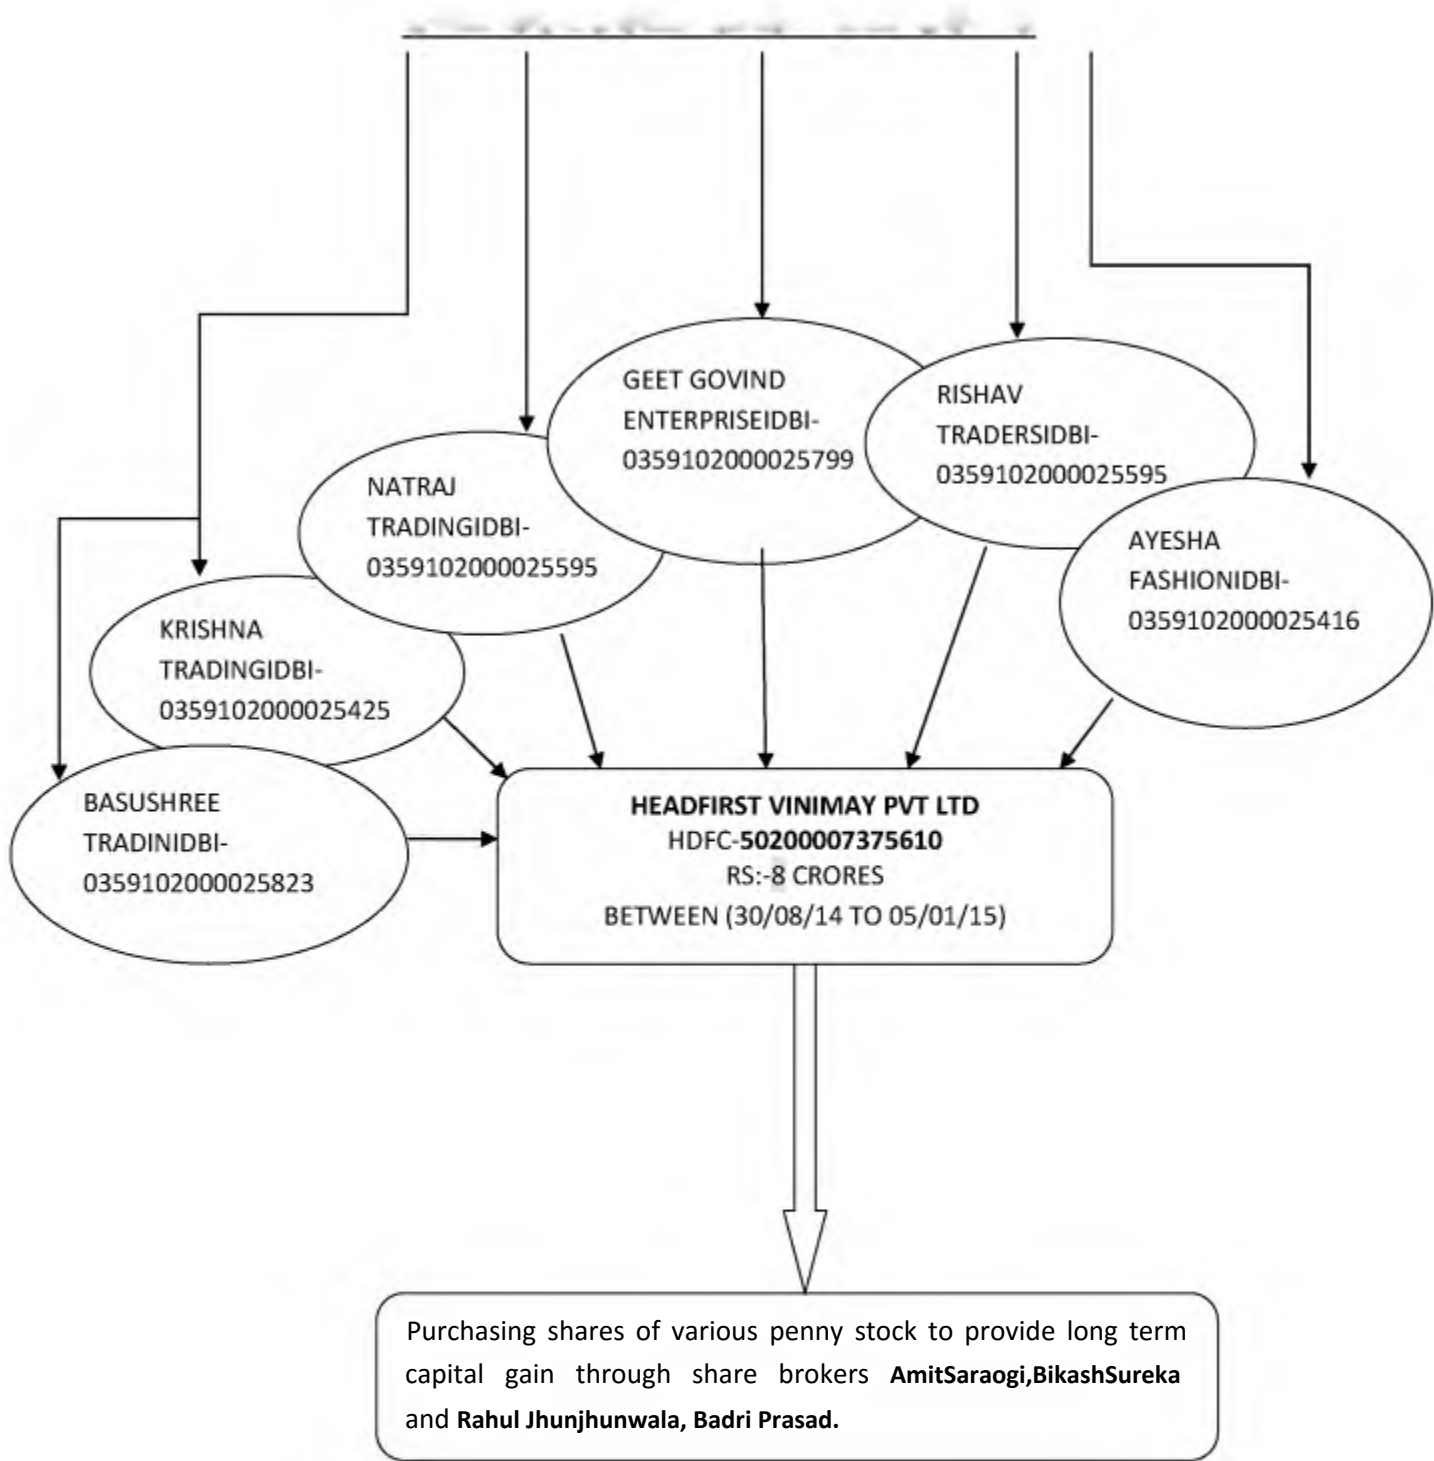 GEET GOVIND
ENTERPRISEIDBI-
0359102000025799
RISHAV
TRADERSIDBI-
0359102000025595
NATRAJ
TRADINGIDBI-
0359102000025595
AYESHA
FASHIONIDBI-
0359102000025416
KRISHNA
TRADINGIDBI-
0359102000025425
BASUSHREE
TRADINIDBI-
0359102000025823
HEADFIRST VINIMAY PVT LTD
HDFC-50200007375610
RS:-8 CRORES
BETWEEN (30/08/14 TO 05/01/15)
Purchasing shares of various penny stock to provide long term
capital gain through share brokers AmitSaraogi,BikashSureka
and Rahul Jhunjhunwala, Badri Prasad.